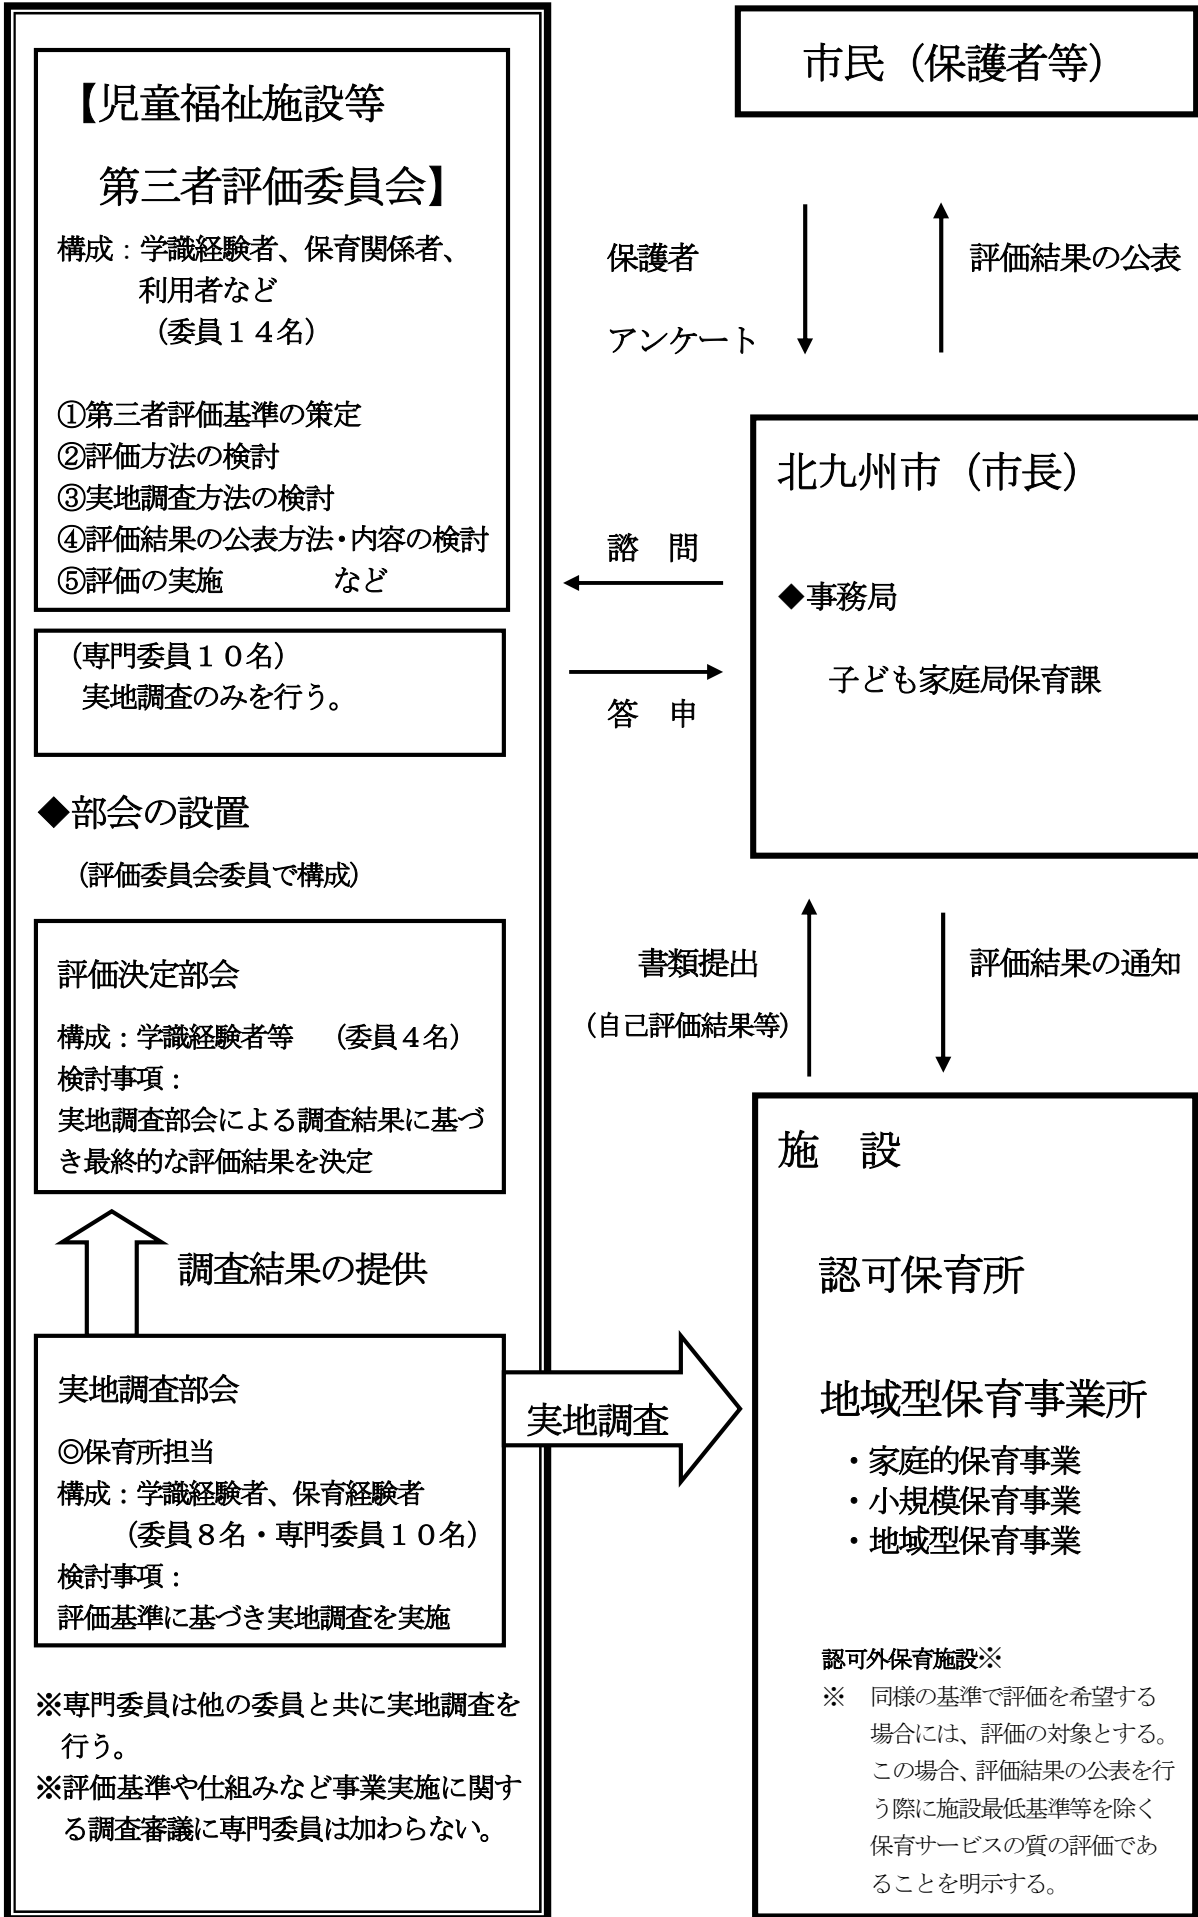 【児童福祉施設等
第三者評価委員会】
構成：学識経験者、保育関係者、
利用者など
（委員１４名）
①第三者評価基準の策定
②評価方法の検討
③実地調査方法の検討
④評価結果の公表方法・内容の検討
⑤評価の実施　　　　など
（専門委員１０名）
実地調査のみを行う。
◆部会の設置
（評価委員会委員で構成）
評価決定部会
構成：学識経験者等　（委員４名）
検討事項：
実地調査部会による調査結果に基づ
き最終的な評価結果を決定
調査結果の提供
実地調査部会
◎保育所担当
構成：学識経験者、保育経験者
（委員８名・専門委員１０名）
検討事項：
評価基準に基づき実地調査を実施
※専門委員は他の委員と共に実地調査を
行う。
※評価基準や仕組みなど事業実施に関す
る調査審議に専門委員は加わらない。
実地調査
市民（保護者等）
保護者
アンケート
評価結果の公表
諮　問
答　申
北九州市（市長）
◆事務局
子ども家庭局保育課
書類提出
（自己評価結果等）
評価結果の通知
施　設
認可保育所
地域型保育事業所
・家庭的保育事業
・小規模保育事業
・地域型保育事業
認可外保育施設※
※　同様の基準で評価を希望する
場合には、評価の対象とする。
この場合、評価結果の公表を行
う際に施設最低基準等を除く
保育サービスの質の評価であ
ることを明示する。